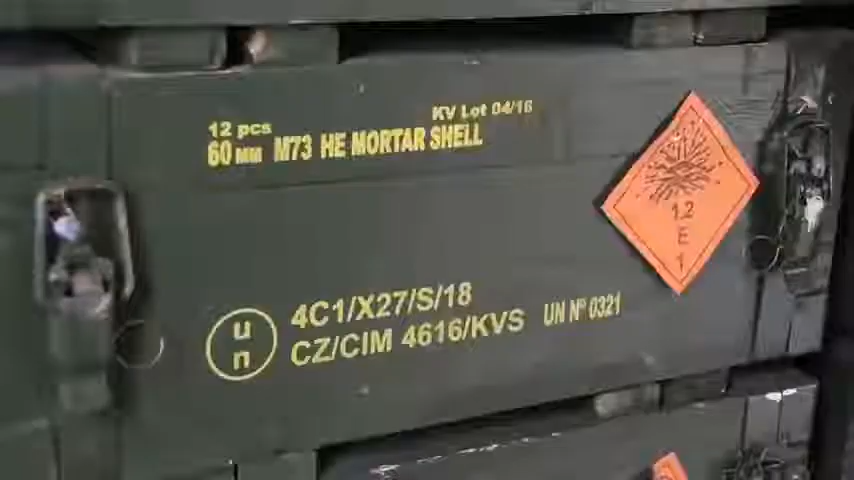 12 pcs
KV Lot 04/16
60 MM M73 HE MORTAR SHELL
1.2
E
1
un
4C1/X27/S/18
CZ/CIM 4616/KVS
UN Nº 0321